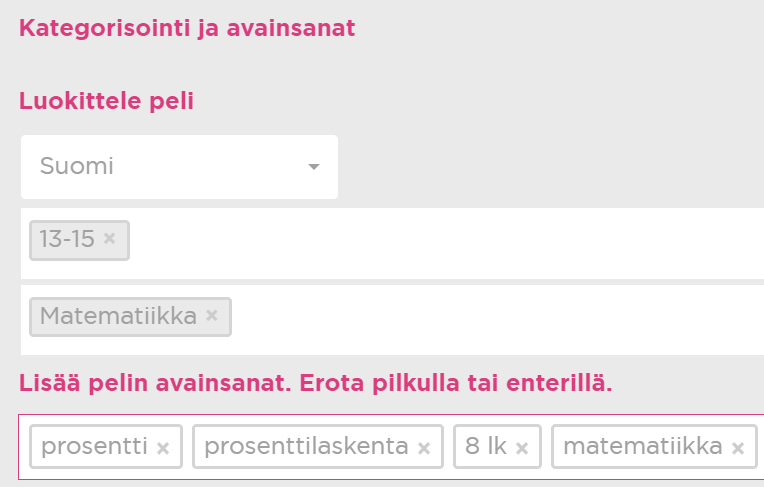 Kategorisointi ja avainsanat
Luokittele peli
Suomi
13-15 ×
Matematiikka ×
Lisää pelin avainsanat. Erota pilkulla tai enterillä.
prosentti × prosenttilaskenta × 8 lk × matematiikka ×